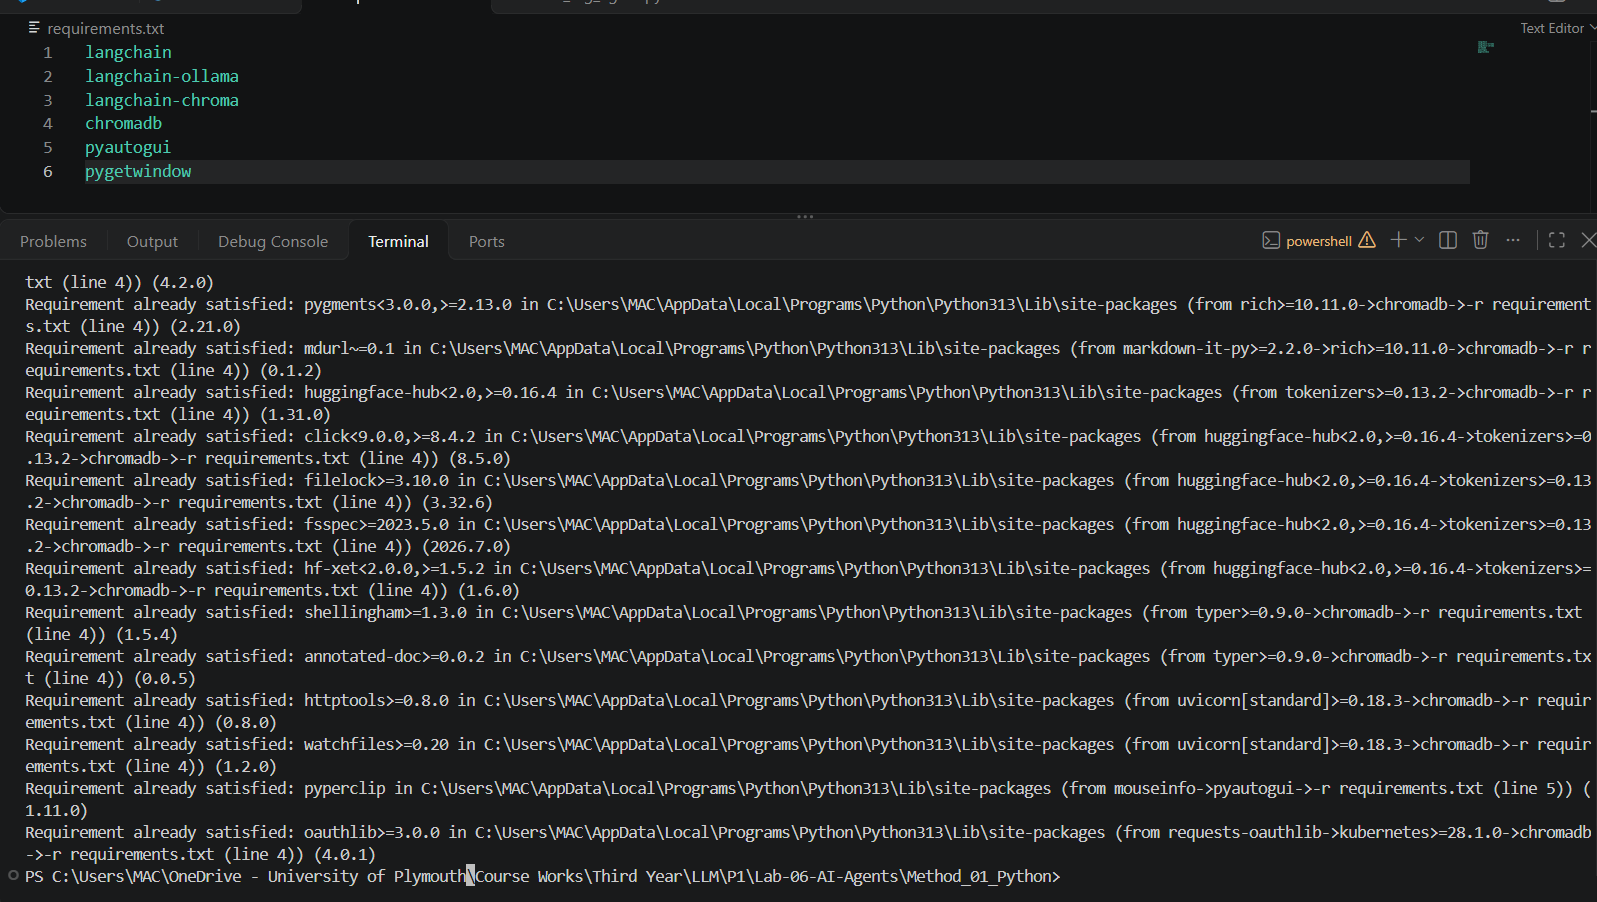 requirements.txt
Text Editor
1 langchain
2 langchain-ollama
3 langchain-chroma
4 chromadb
5 pyautogui
6 pygetwindow
Problems Output Debug Console Terminal Ports
powershell
txt (line 4)) (4.2.0)
Requirement already satisfied: pygments<3.0.0,>=2.13.0 in C:\Users\MAC\AppData\Local\Programs\Python\Python313\Lib\site-packages (from rich>=10.11.0->chromadb->-r requirement
s.txt (line 4)) (2.21.0)
Requirement already satisfied: mdurl~=0.1 in C:\Users\MAC\AppData\Local\Programs\Python\Python313\Lib\site-packages (from markdown-it-py>=2.2.0->rich>=10.11.0->chromadb->-r r
equirements.txt (line 4)) (0.1.2)
Requirement already satisfied: huggingface-hub<2.0,>=0.16.4 in C:\Users\MAC\AppData\Local\Programs\Python\Python313\Lib\site-packages (from tokenizers>=0.13.2->chromadb->-r r
equirements.txt (line 4)) (1.31.0)
Requirement already satisfied: click<9.0.0,>=8.4.2 in C:\Users\MAC\AppData\Local\Programs\Python\Python313\Lib\site-packages (from huggingface-hub<2.0,>=0.16.4->tokenizers>=0
.13.2->chromadb->-r requirements.txt (line 4)) (8.5.0)
Requirement already satisfied: filelock>=3.10.0 in C:\Users\MAC\AppData\Local\Programs\Python\Python313\Lib\site-packages (from huggingface-hub<2.0,>=0.16.4->tokenizers>=0.13
.2->chromadb->-r requirements.txt (line 4)) (3.32.6)
Requirement already satisfied: fsspec>=2023.5.0 in C:\Users\MAC\AppData\Local\Programs\Python\Python313\Lib\site-packages (from huggingface-hub<2.0,>=0.16.4->tokenizers>=0.13
.2->chromadb->-r requirements.txt (line 4)) (2026.7.0)
Requirement already satisfied: hf-xet<2.0.0,>=1.5.2 in C:\Users\MAC\AppData\Local\Programs\Python\Python313\Lib\site-packages (from huggingface-hub<2.0,>=0.16.4->tokenizers>=
0.13.2->chromadb->-r requirements.txt (line 4)) (1.6.0)
Requirement already satisfied: shellingham>=1.3.0 in C:\Users\MAC\AppData\Local\Programs\Python\Python313\Lib\site-packages (from typer>=0.9.0->chromadb->-r requirements.txt
(line 4)) (1.5.4)
Requirement already satisfied: annotated-doc>=0.0.2 in C:\Users\MAC\AppData\Local\Programs\Python\Python313\Lib\site-packages (from typer>=0.9.0->chromadb->-r requirements.tx
t (line 4)) (0.0.5)
Requirement already satisfied: httptools>=0.8.0 in C:\Users\MAC\AppData\Local\Programs\Python\Python313\Lib\site-packages (from uvicorn[standard]>=0.18.3->chromadb->-r requir
ements.txt (line 4)) (0.8.0)
Requirement already satisfied: watchfiles>=0.20 in C:\Users\MAC\AppData\Local\Programs\Python\Python313\Lib\site-packages (from uvicorn[standard]>=0.18.3->chromadb->-r requir
ements.txt (line 4)) (1.2.0)
Requirement already satisfied: pyperclip in C:\Users\MAC\AppData\Local\Programs\Python\Python313\Lib\site-packages (from mouseinfo->pyautogui->-r requirements.txt (line 5)) (
1.11.0)
Requirement already satisfied: oauthlib>=3.0.0 in C:\Users\MAC\AppData\Local\Programs\Python\Python313\Lib\site-packages (from requests-oauthlib->kubernetes>=28.1.0->chromadb
->-r requirements.txt (line 4)) (4.0.1)
PS C:\Users\MAC\OneDrive - University of Plymouth\Course Works\Third Year\LLM\P1\Lab-06-AI-Agents\Method_01_Python>